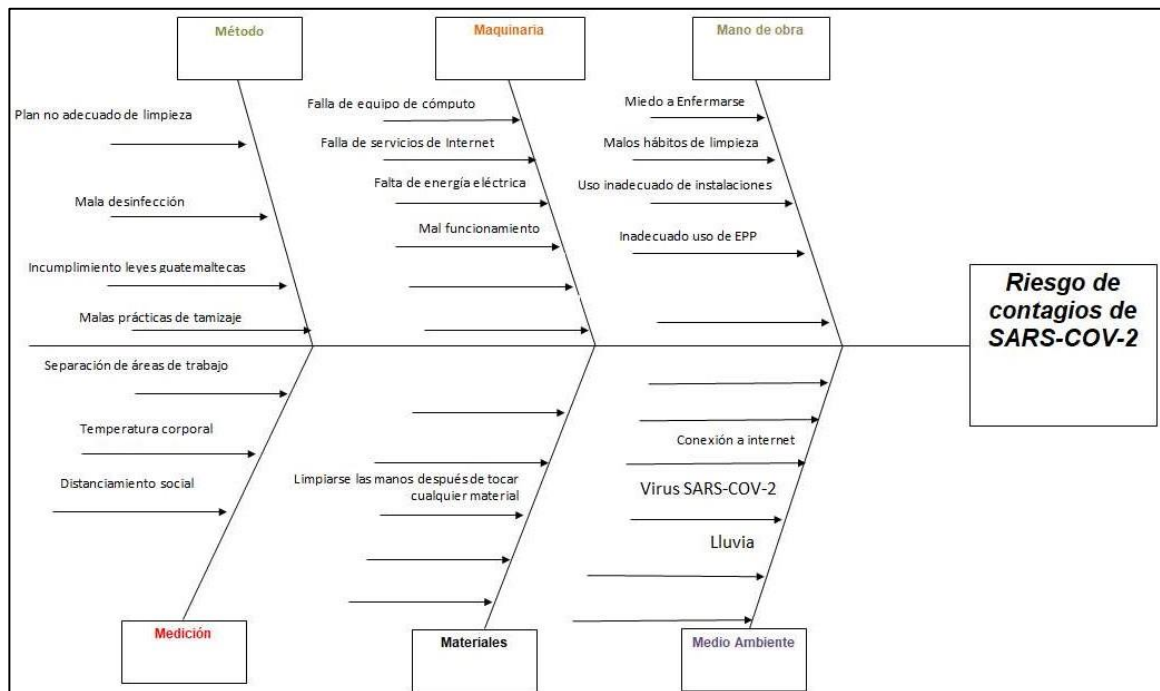 Método
Maquinaria
Mano de obra
Plan no adecuado de limpieza
Mala desinfección
Incumplimiento leyes guatemaltecas
Malas prácticas de tamizaje
Falla de equipo de cómputo
Falla de servicios de Internet
Falta de energía eléctrica
Mal funcionamiento
Miedo a Enfermarse
Malos hábitos de limpieza
Uso inadecuado de instalaciones
Inadecuado uso de EPP
Riesgo de
contagios de
SARS-COV-2
Separación de áreas de trabajo
Temperatura corporal
Distanciamiento social
Limpiarse las manos después de tocar
cualquier material
Conexión a internet
Virus SARS-COV-2
Lluvia
Medición
Materiales
Medio Ambiente